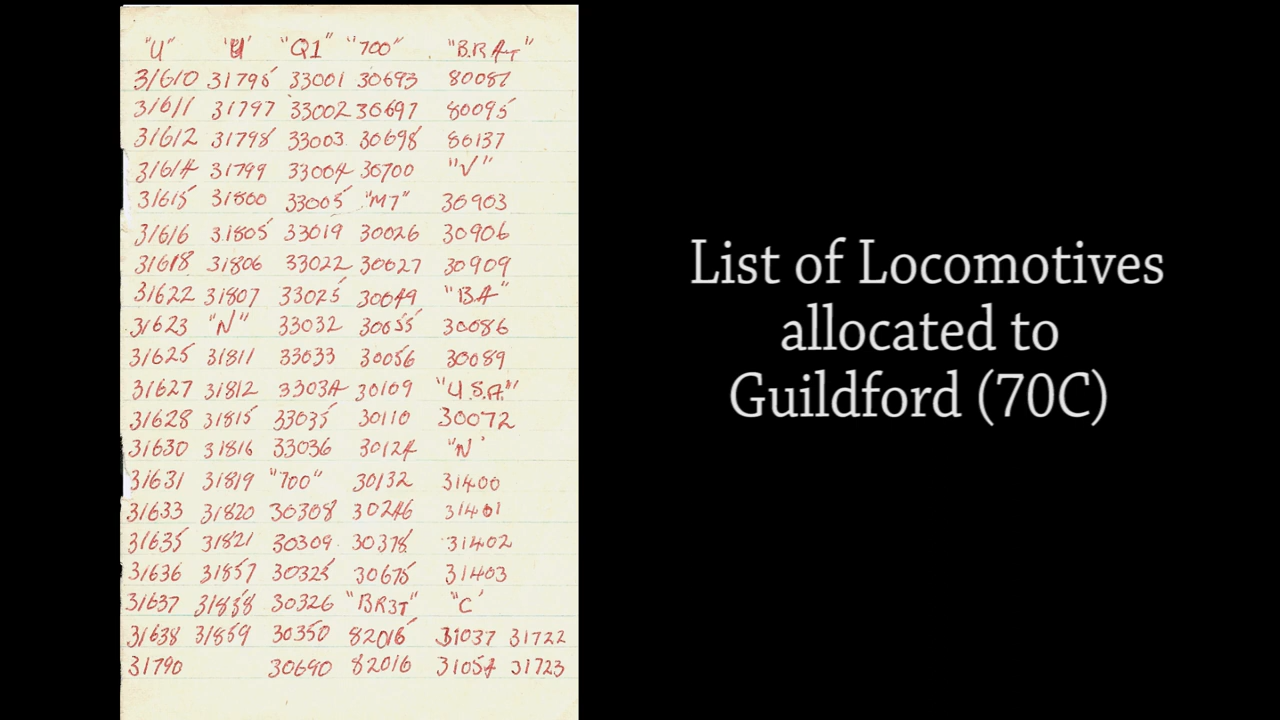 "U" "U" "Q1" "700" "B.R.4T"
31610 31795 33001 30693 80087
31611 31797 33002 30697 80095
31612 31798 33003 30698 80137
31614 31799 33004 30700 "V"
31615 31800 33005 "M7" 30903
31616 31805 33019 30026 30906
31618 31806 33022 30027 30909
31622 31807 33025 30049 "B4"
31623 "N" 33032 30055 30086
31625 31811 33033 30056 30089
31627 31812 33034 30109 "U.S.A."
31628 31815 33035 30110 30072
31630 31816 33036 30124 "N"
31631 31819 "700" 30132 31400
31633 31820 30308 30246 31401
31635 31821 30309 30378 31402
31636 31857 30325 30675 31403
31637 31858 30326 "BR3T" "C"
31638 31859 30350 82016 31037 31722
31790 30690 82016 31054 31723
List of Locomotives
allocated to
Guildford (70C)